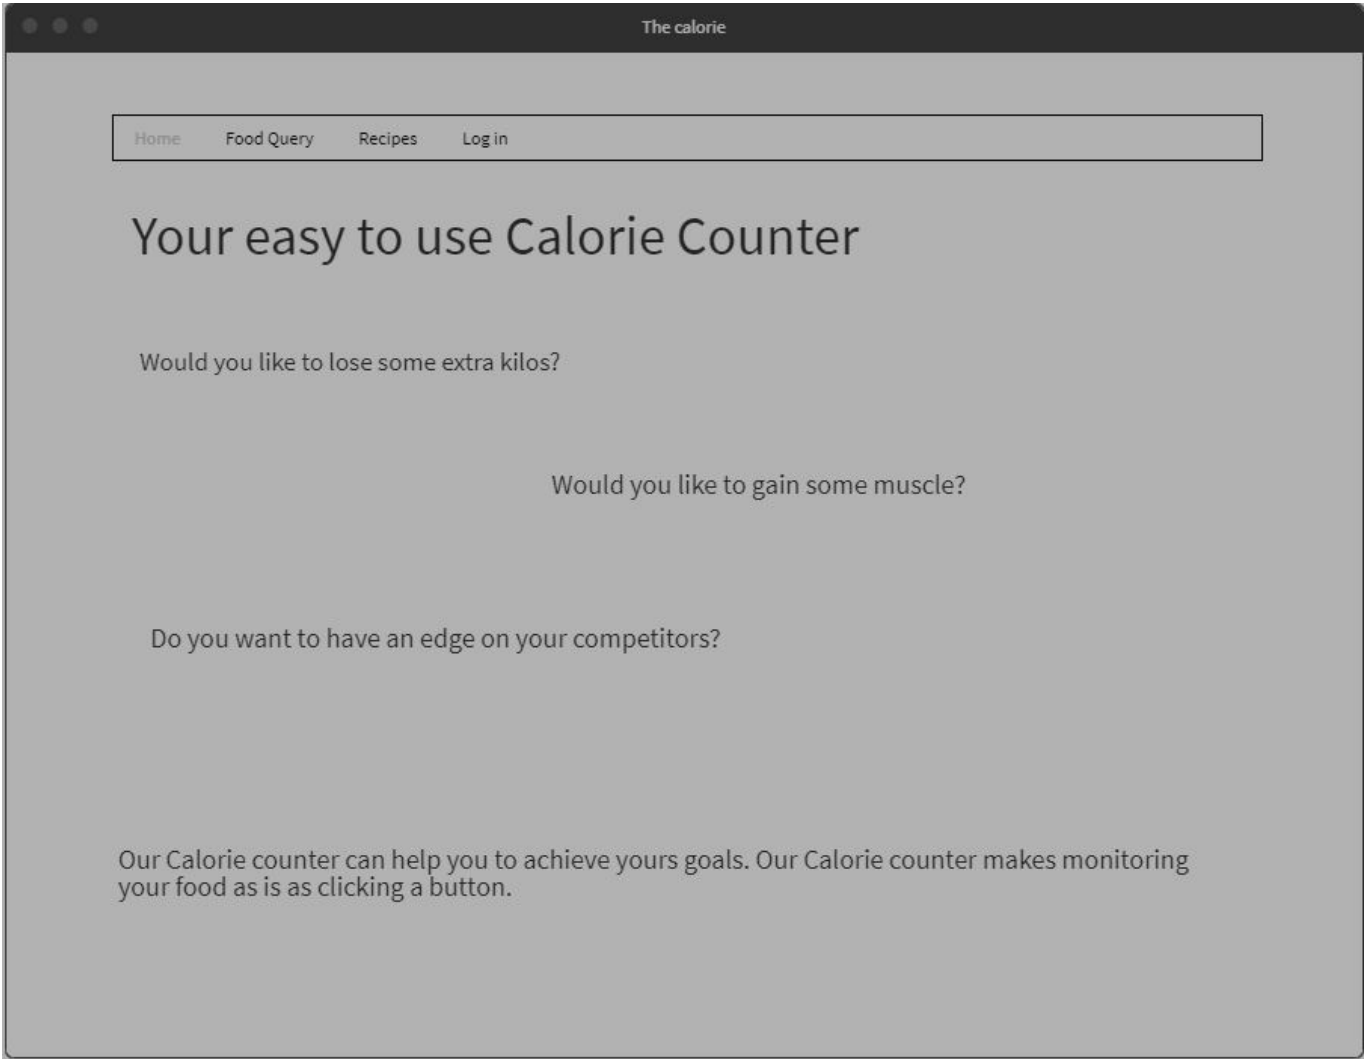 The calorie
Home Food Query Recipes Log in
Your easy to use Calorie Counter
Would you like to lose some extra kilos?
Would you like to gain some muscle?
Do you want to have an edge on your competitors?
Our Calorie counter can help you to achieve yours goals. Our Calorie counter makes monitoring
your food as is as clicking a button.